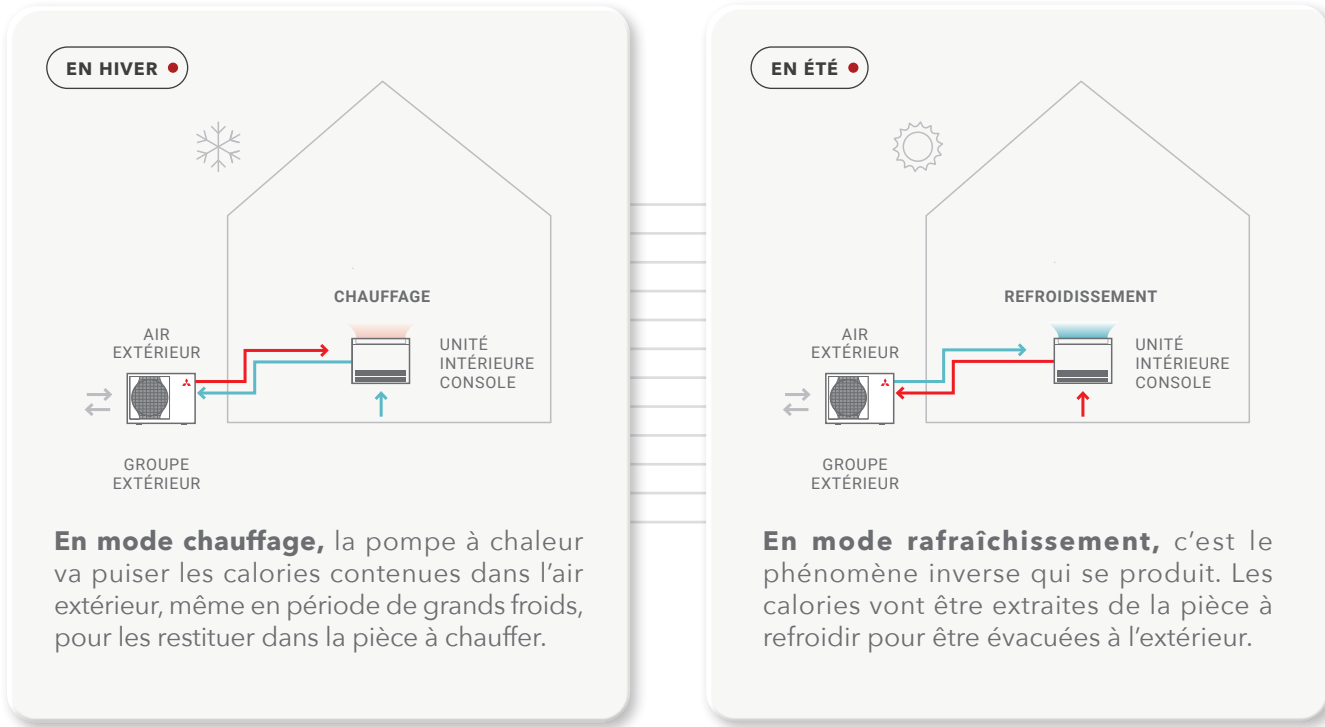 EN HIVER
CHAUFFAGE
AIR
EXTÉRIEUR
UNITÉ
INTÉRIEURE
CONSOLE
GROUPE
EXTÉRIEUR
En mode chauffage, la pompe à chaleur
va puiser les calories contenues dans l’air
extérieur, même en période de grands froids,
pour les restituer dans la pièce à chauffer.
EN ÉTÉ
REFROIDISSEMENT
AIR
EXTÉRIEUR
UNITÉ
INTÉRIEURE
CONSOLE
GROUPE
EXTÉRIEUR
En mode rafraîchissement, c’est le
phénomène inverse qui se produit. Les
calories vont être extraites de la pièce à
refroidir pour être évacuées à l’extérieur.